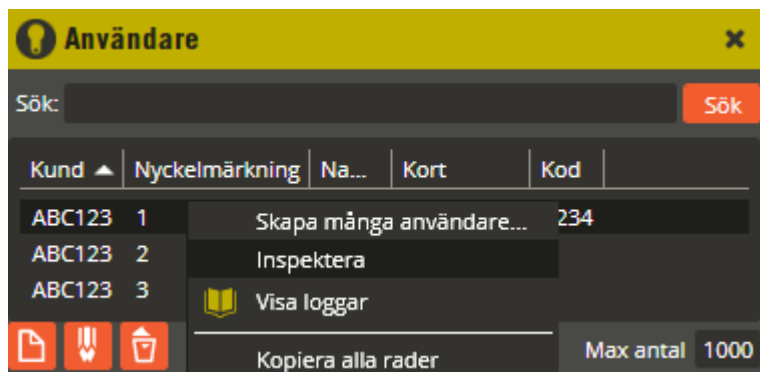 Användare
Sök: Sök
Kund Nyckelmärkning Na... Kort Kod
ABC123 1 234
Skapa många användare...
ABC123 2
Inspektera
ABC123 3
Visa loggar
Kopiera alla rader
Max antal 1000